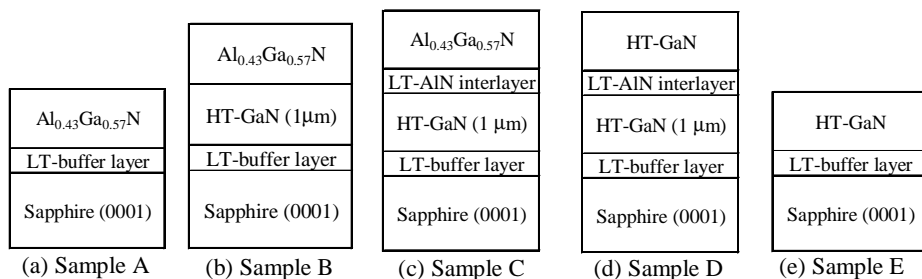 Al0.43Ga0.57N
LT-buffer layer
Sapphire (0001)
(a) Sample A
Al0.43Ga0.57N
HT-GaN (1μm)
LT-buffer layer
Sapphire (0001)
(b) Sample B
Al0.43Ga0.57N
LT-AlN interlayer
HT-GaN (1 μm)
LT-buffer layer
Sapphire (0001)
(c) Sample C
HT-GaN
LT-AlN interlayer
HT-GaN (1 μm)
LT-buffer layer
Sapphire (0001)
(d) Sample D
HT-GaN
LT-buffer layer
Sapphire (0001)
(e) Sample E